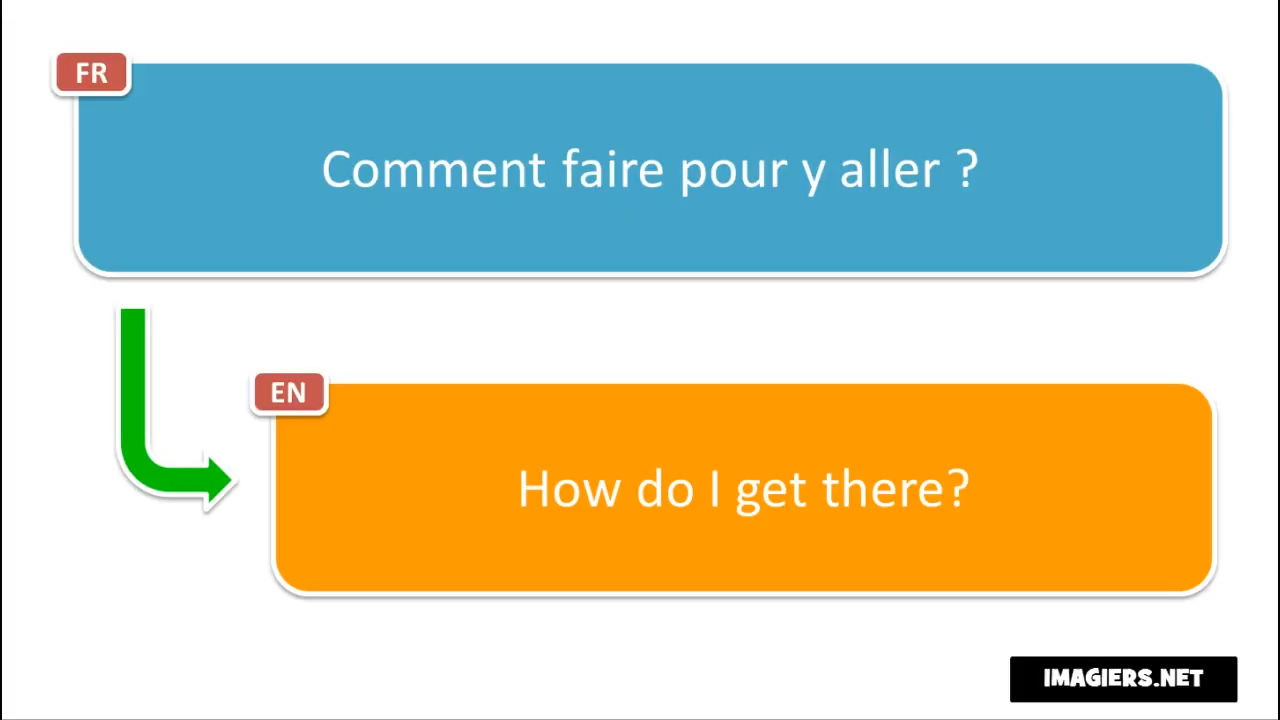 FR
Comment faire pour y aller ?
EN
How do I get there?
IMAGIERS.NET